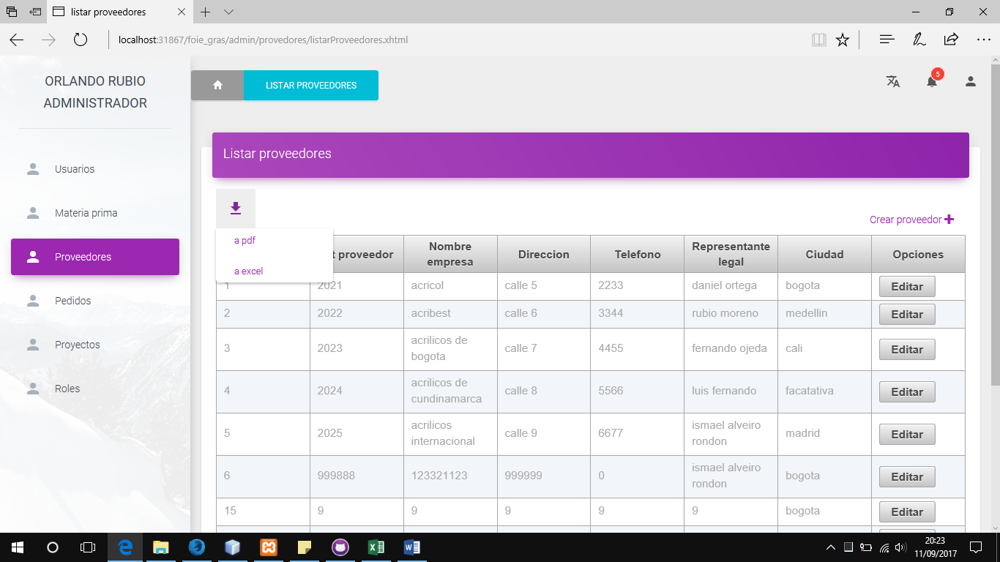 listar proveedores
localhost:31867/foie_gras/admin/provedores/listarProveedores.xhtml
ORLANDO RUBIO
ADMINISTRADOR
Usuarios
Materia prima
Proveedores
Pedidos
Proyectos
Roles
LISTAR PROVEEDORES
5
Listar proveedores
Crear proveedor
a pdf
a excel
t proveedor
Nombre empresa
Direccion
Telefono
Representante legal
Ciudad
Opciones
1 2021 acricol calle 5 2233 daniel ortega bogota Editar
2 2022 acribest calle 6 3344 rubio moreno medellin Editar
3 2023 acrilicos de bogota calle 7 4455 fernando ojeda cali Editar
4 2024 acrilicos de cundinamarca calle 8 5566 luis fernando facatativa Editar
5 2025 acrilicos internacional calle 9 6677 ismael alveiro rondon madrid Editar
6 999888 123321123 999999 0 ismael alveiro rondon bogota Editar
15 9 9 9 9 9 bogota Editar
20:23
11/09/2017